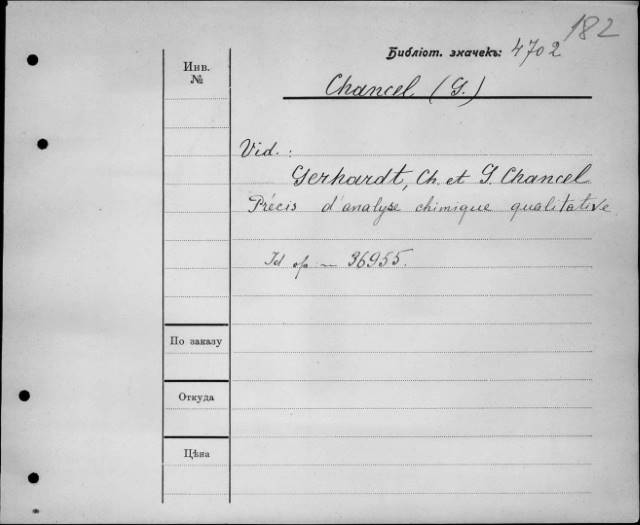 182
Библіот. значекъ: 4702
Инв.
№
Chancel (G.)
Vid. :
Gerhardt, Ch. et G. Chancel
Précis d'analyse chimique qualitative
Id op — 36955.
По заказу
Откуда
Цѣна